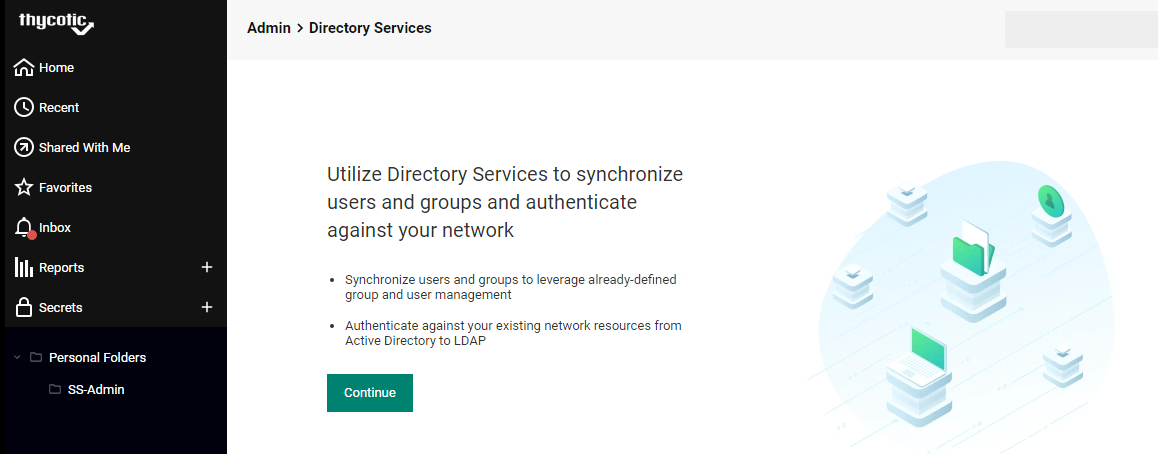 thycotic
Admin > Directory Services
Home
Recent
Shared With Me
Favorites
Inbox
Reports +
Secrets +
Personal Folders
SS-Admin
Utilize Directory Services to synchronize
users and groups and authenticate
against your network
• Synchronize users and groups to leverage already-defined
group and user management
• Authenticate against your existing network resources from
Active Directory to LDAP
Continue